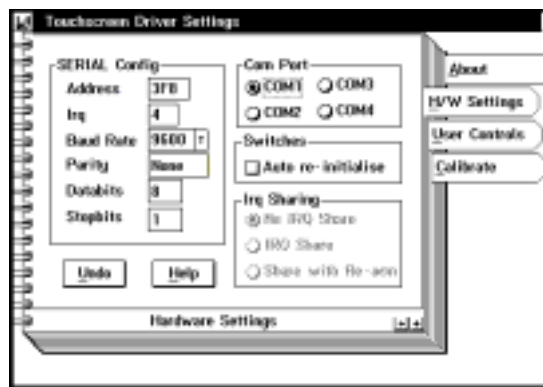 Touchscreen Driver Settings
SERIAL Config
Address 3F8
Irq 4
Baud Rate 9600
Parity None
Databits 8
Stopbits 1
Undo Help
Com Port
COM1 COM3
COM2 COM4
Switches
Auto re-initialise
Irq Sharing
No IRQ Share
IRQ Share
Share with Re-arm
About
H/W Settings
User Controls
Calibrate
Hardware Settings